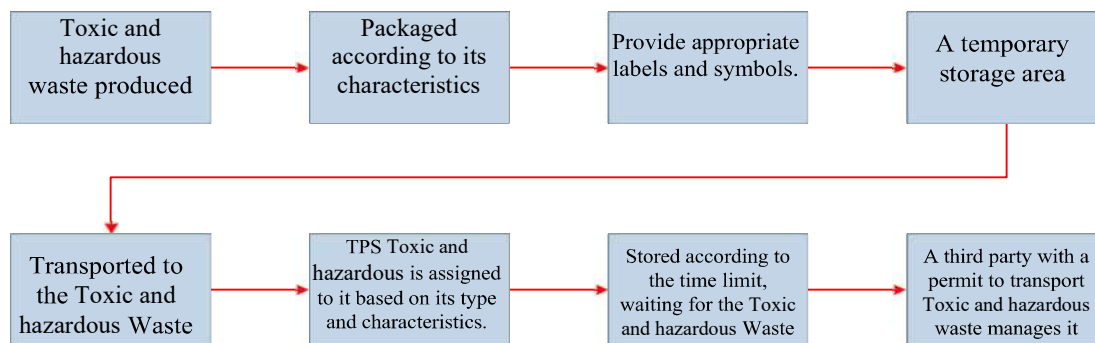 Toxic and
hazardous
waste produced
Packaged
according to its
characteristics
Provide appropriate
labels and symbols.
A temporary
storage area
Transported to
the Toxic and
hazardous Waste
TPS Toxic and
hazardous is assigned
to it based on its type
and characteristics.
Stored according to
the time limit,
waiting for the Toxic
and hazardous Waste
A third party with a
permit to transport
Toxic and hazardous
waste manages it